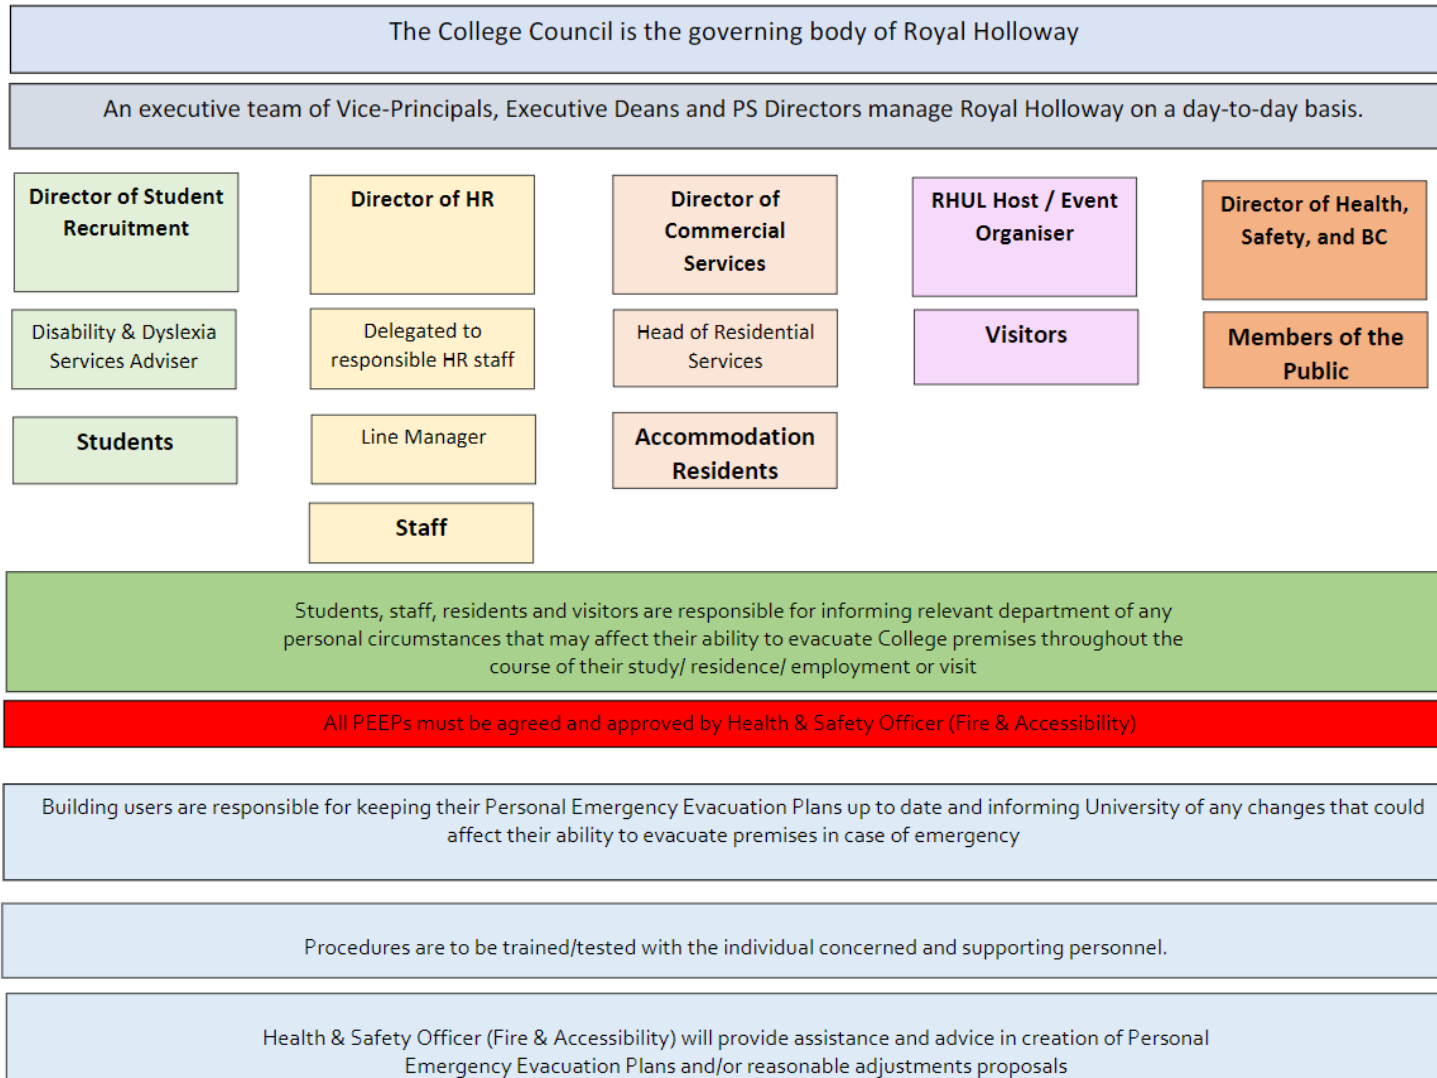 The College Council is the governing body of Royal Holloway
An executive team of Vice-Principals, Executive Deans and PS Directors manage Royal Holloway on a day-to-day basis.
Director of Student
Recruitment
Disability & Dyslexia
Services Adviser
Students
Director of HR
Delegated to
responsible HR staff
Line Manager
Staff
Director of
Commercial
Services
Head of Residential
Services
Accommodation
Residents
RHUL Host / Event
Organiser
Visitors
Director of Health,
Safety, and BC
Members of the
Public
Students, staff, residents and visitors are responsible for informing relevant department of any
personal circumstances that may affect their ability to evacuate College premises throughout the
course of their study/ residence/ employment or visit
All PEEPs must be agreed and approved by Health & Safety Officer (Fire & Accessibility)
Building users are responsible for keeping their Personal Emergency Evacuation Plans up to date and informing University of any changes that could
affect their ability to evacuate premises in case of emergency
Procedures are to be trained/tested with the individual concerned and supporting personnel.
Health & Safety Officer (Fire & Accessibility) will provide assistance and advice in creation of Personal
Emergency Evacuation Plans and/or reasonable adjustments proposals